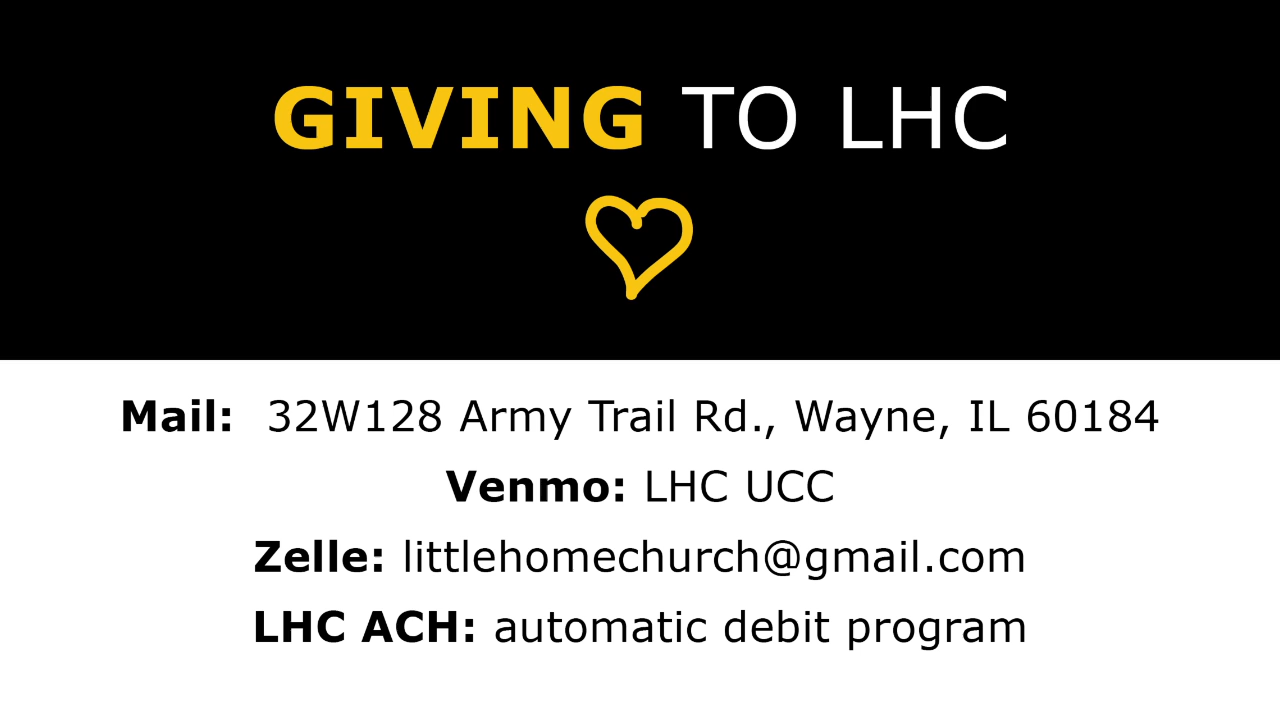 GIVING TO LHC
Mail: 32W128 Army Trail Rd., Wayne, IL 60184
Venmo: LHC UCC
Zelle: littlehomechurch@gmail.com
LHC ACH: automatic debit program